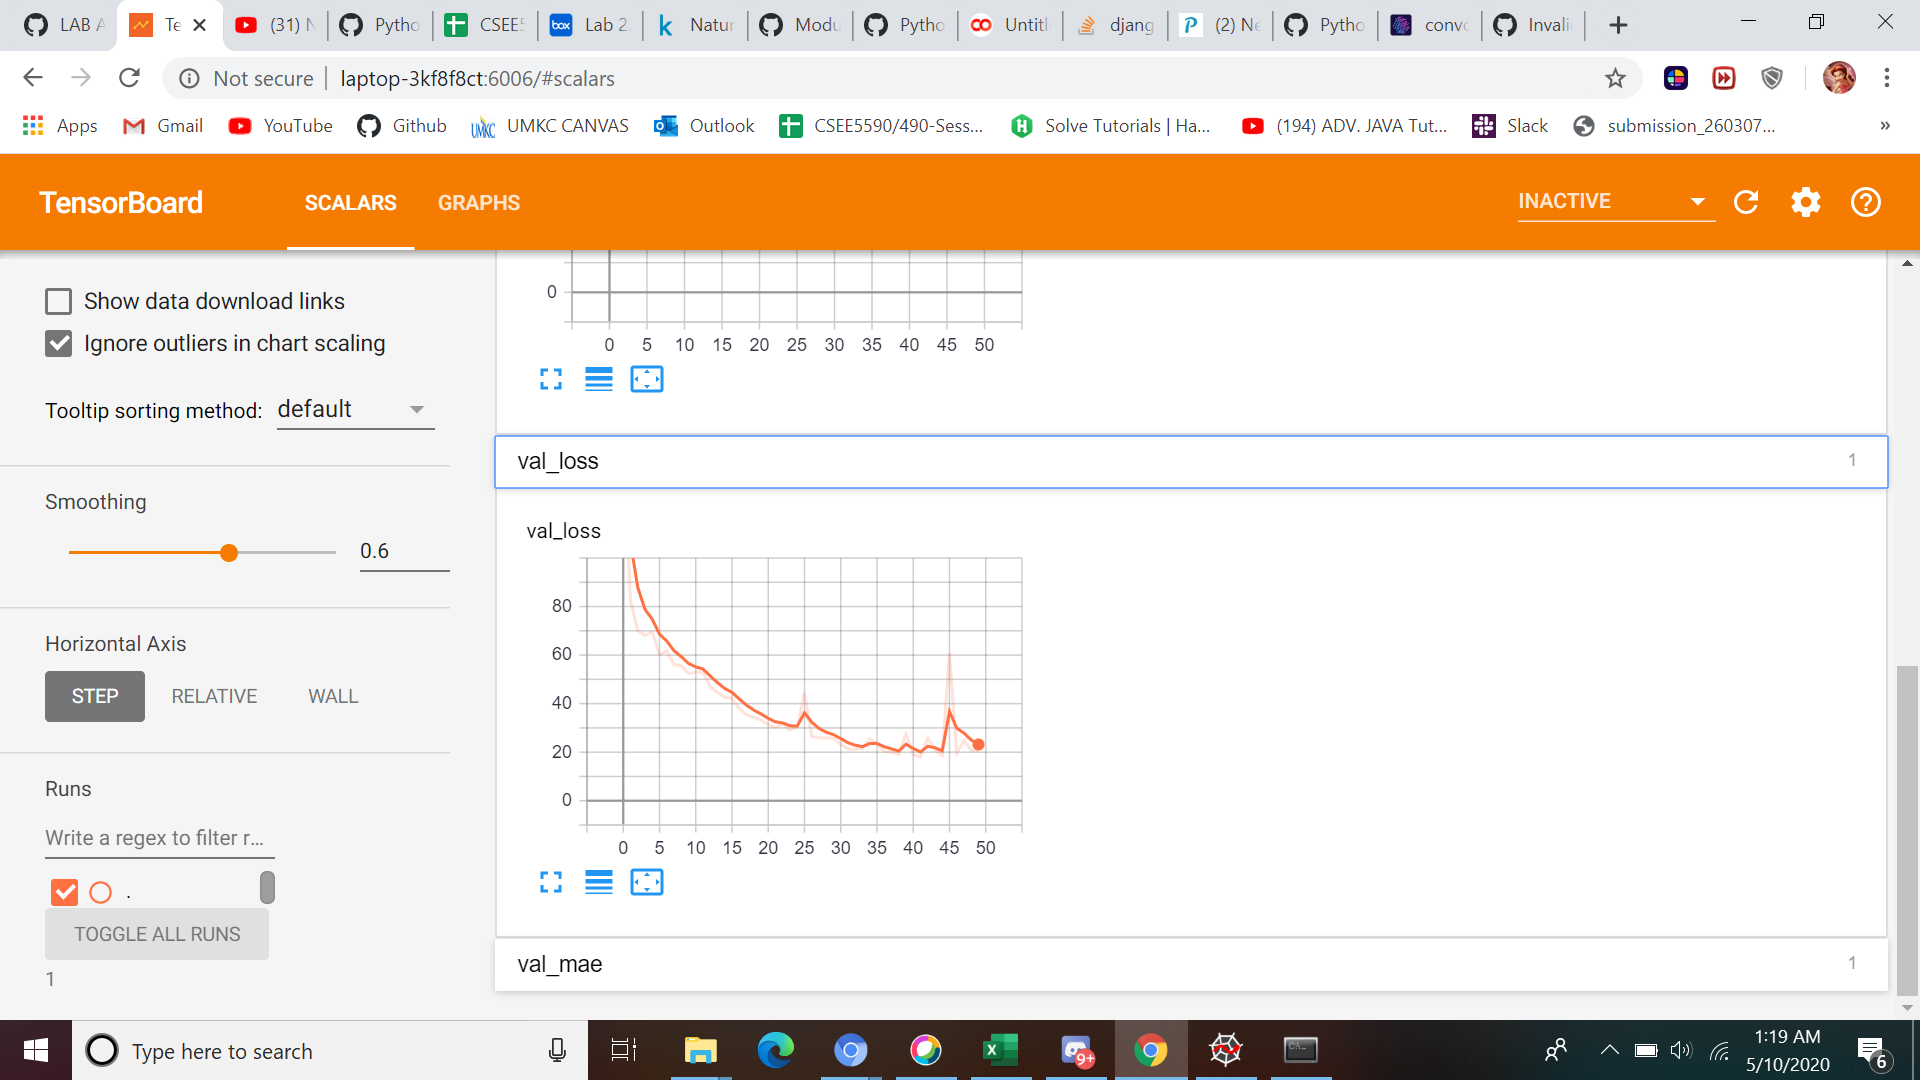 LAB A
Te
(31) N
Pytho
CSEE5
Lab 2
Natur
Modu
Pytho
Untitl
djang
(2) Ne
Pytho
convo
Invalid
Not secure
laptop-3kf8f8ct:6006/#scalars
Apps
Gmail
YouTube
Github
UMKC CANVAS
Outlook
CSEE5590/490-Sess...
Solve Tutorials | Ha...
(194) ADV. JAVA Tut...
Slack
submission_260307...
»
TensorBoard
SCALARS
GRAPHS
INACTIVE
Show data download links
Ignore outliers in chart scaling
Tooltip sorting method: default
Smoothing
0.6
Horizontal Axis
STEP RELATIVE WALL
Runs
Write a regex to filter r...
.
TOGGLE ALL RUNS
1
0
0 5 10 15 20 25 30 35 40 45 50
val_loss 1
val_loss
80
60
40
20
0
0 5 10 15 20 25 30 35 40 45 50
val_mae 1
Type here to search
9+
1:19 AM
5/10/2020
6